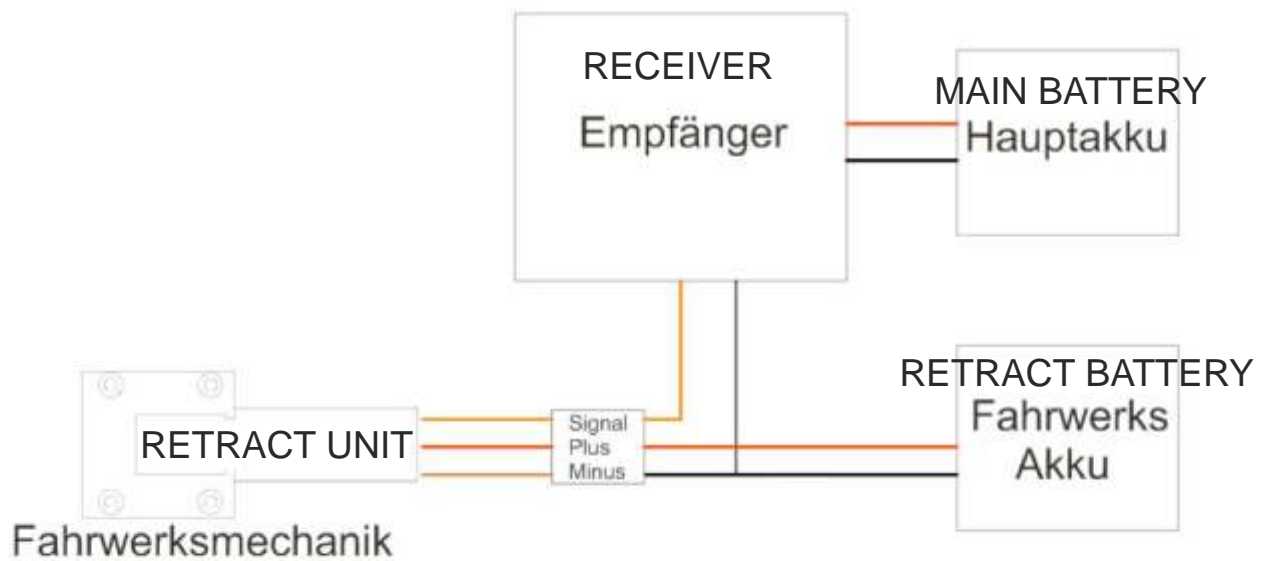 RECEIVER
Empfänger
MAIN BATTERY
Hauptakku
RETRACT BATTERY
Fahrwerks
Akku
Signal
Plus
Minus
RETRACT UNIT
Fahrwerksmechanik